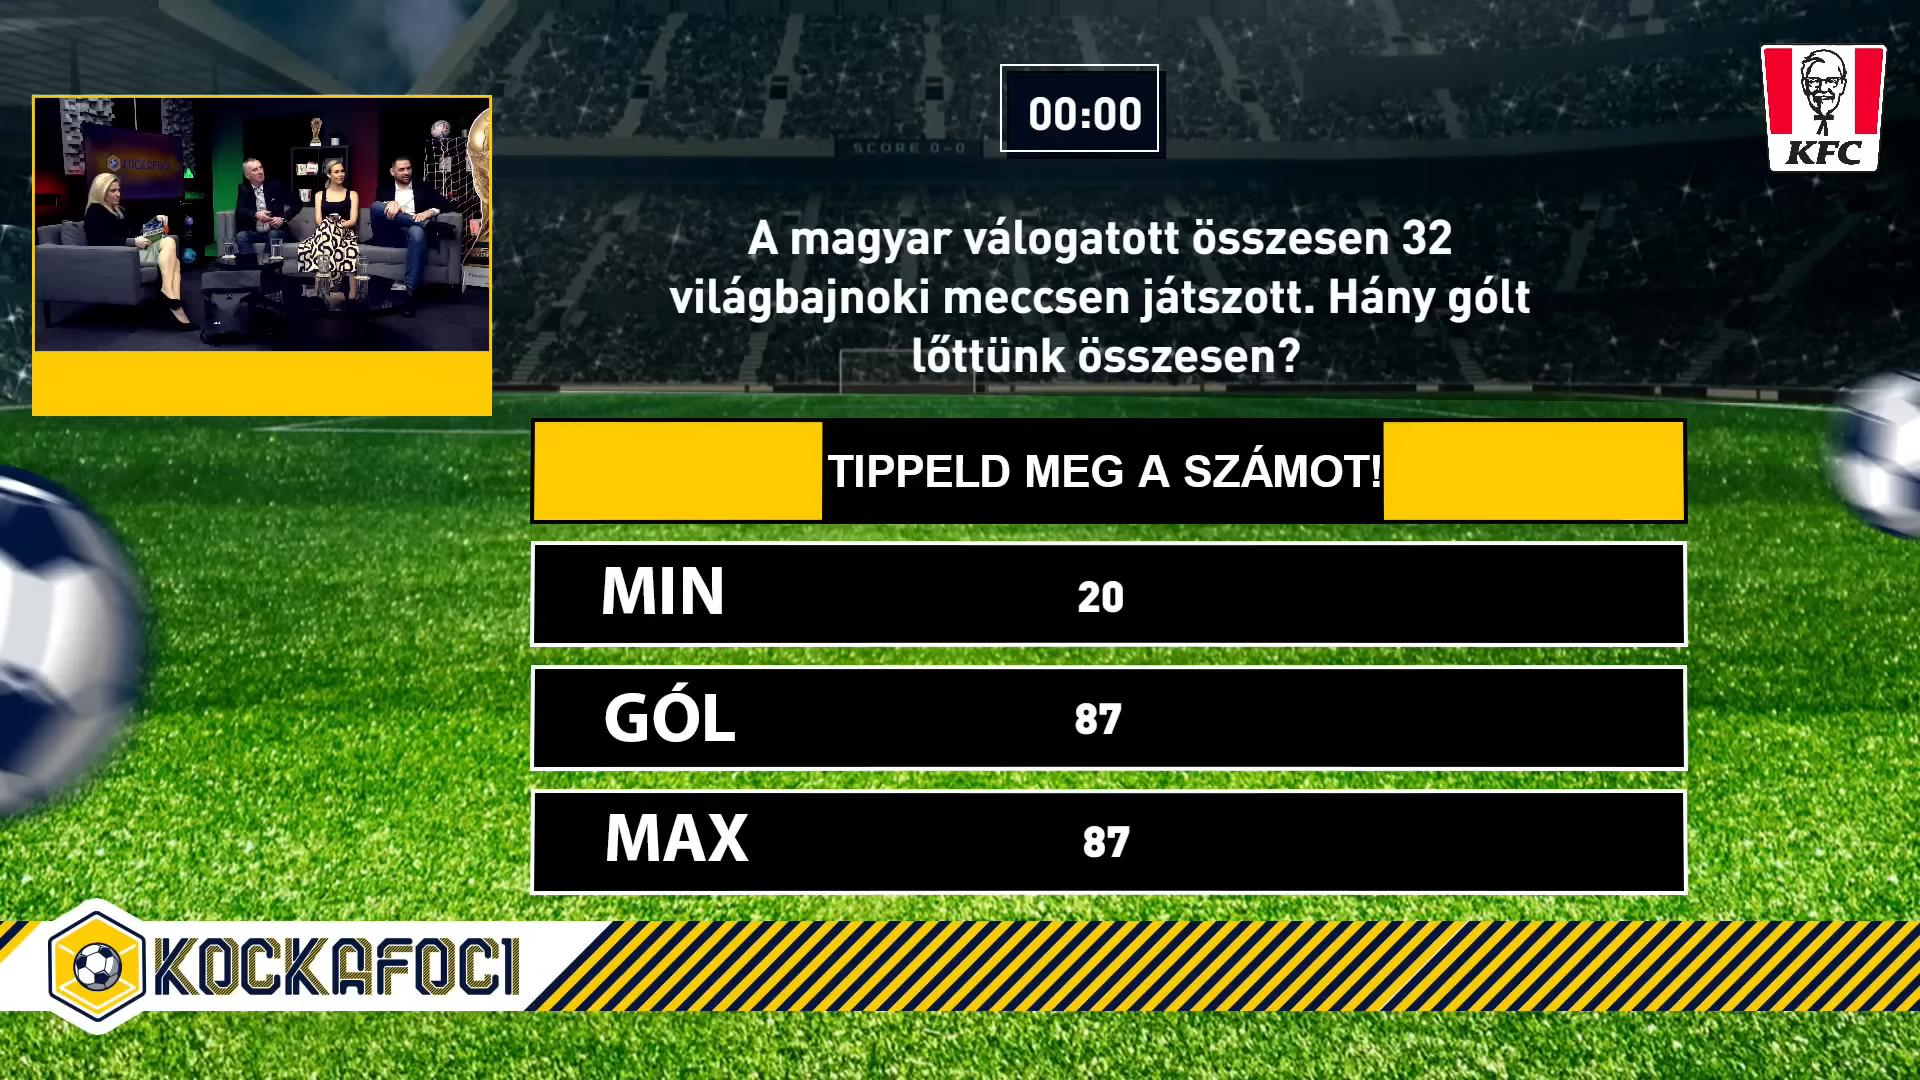 00:00
KFC
SCORE 0-0
KOCKAFOCI
A magyar válogatott összesen 32
világbajnoki meccsen játszott. Hány gólt
lőttünk összesen?
TIPPELD MEG A SZÁMOT!
MIN 20
GÓL 87
MAX 87
KOCKAFOCI